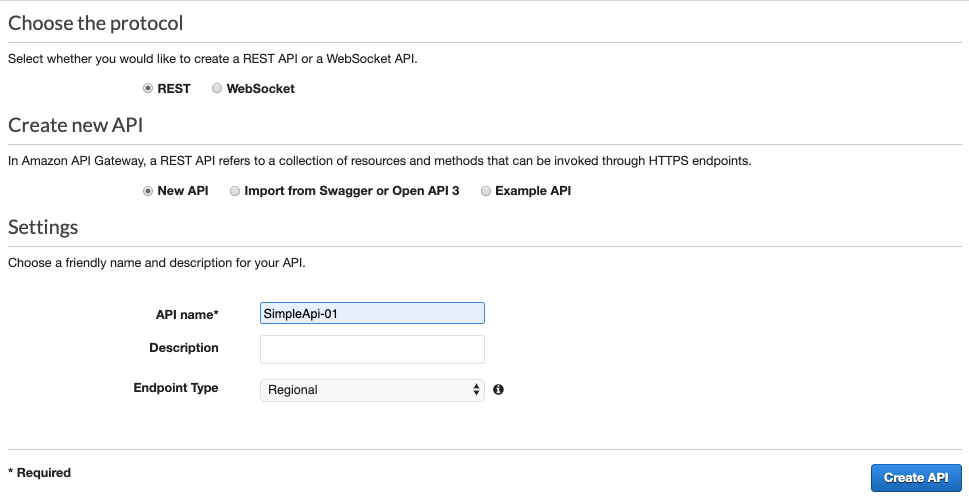 Choose the protocol
Select whether you would like to create a REST API or a WebSocket API.
REST WebSocket
Create new API
In Amazon API Gateway, a REST API refers to a collection of resources and methods that can be invoked through HTTPS endpoints.
New API Import from Swagger or Open API 3 Example API
Settings
Choose a friendly name and description for your API.
API name* SimpleApi-01
Description
Endpoint Type Regional
* Required Create API